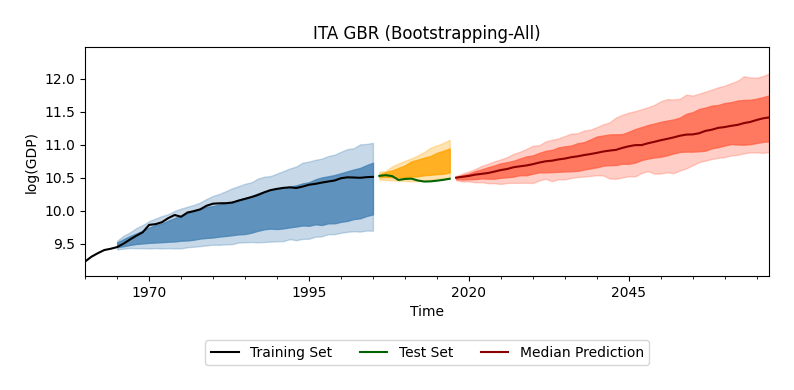 ITA GBR (Bootstrapping-All)
12.0
11.5
11.0
10.5
10.0
9.5
log(GDP)
1970 1995 2020 2045
Time
Training Set Test Set Median Prediction